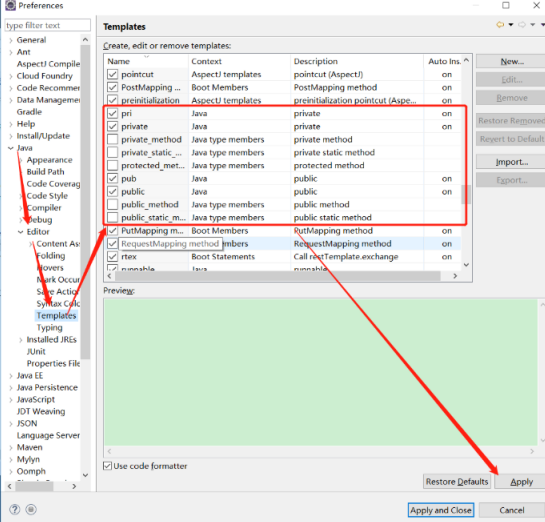 Preferences
type filter text
General
Ant
AspectJ Compile
Cloud Foundry
Code Recommen
Data Managemen
Gradle
Help
Install/Update
Java
Appearance
Build Path
Code Coverag
Code Style
Compiler
Debug
Editor
Content Ass
Folding
Hovers
Mark Occur
Save Action
Syntax Colo
Templates
Typing
Installed JREs
JUnit
Properties File
Java EE
Java Persistence
JavaScript
JDT Weaving
JSON
Language Server
Maven
Mylyn
Oomph
Templates
Create, edit or remove templates:
Name Context Description Auto Ins.
pointcut AspectJ templates pointcut (AspectJ) on
PostMapping ... Boot Members PostMapping method on
preinitialization AspectJ templates preinitialization pointcut (Aspe... on
pri Java private on
private Java private on
private_method Java type members private method
private_static_... Java type members private static method
protected_met... Java type members protected method
pub Java public on
public Java public on
public_method Java type members public method
public_static_m... Java type members public static method
PutMapping m... Boot Members PutMapping method on
RequestMapping method mbers RequestMapping method on
rtex Boot Statements Call restTemplate.exchange on
runnable Java runnable on
New...
Edit...
Remove
Restore Removed
Revert to Default
Import...
Export...
Preview:
Use code formatter
Restore Defaults
Apply
Apply and Close
Cancel